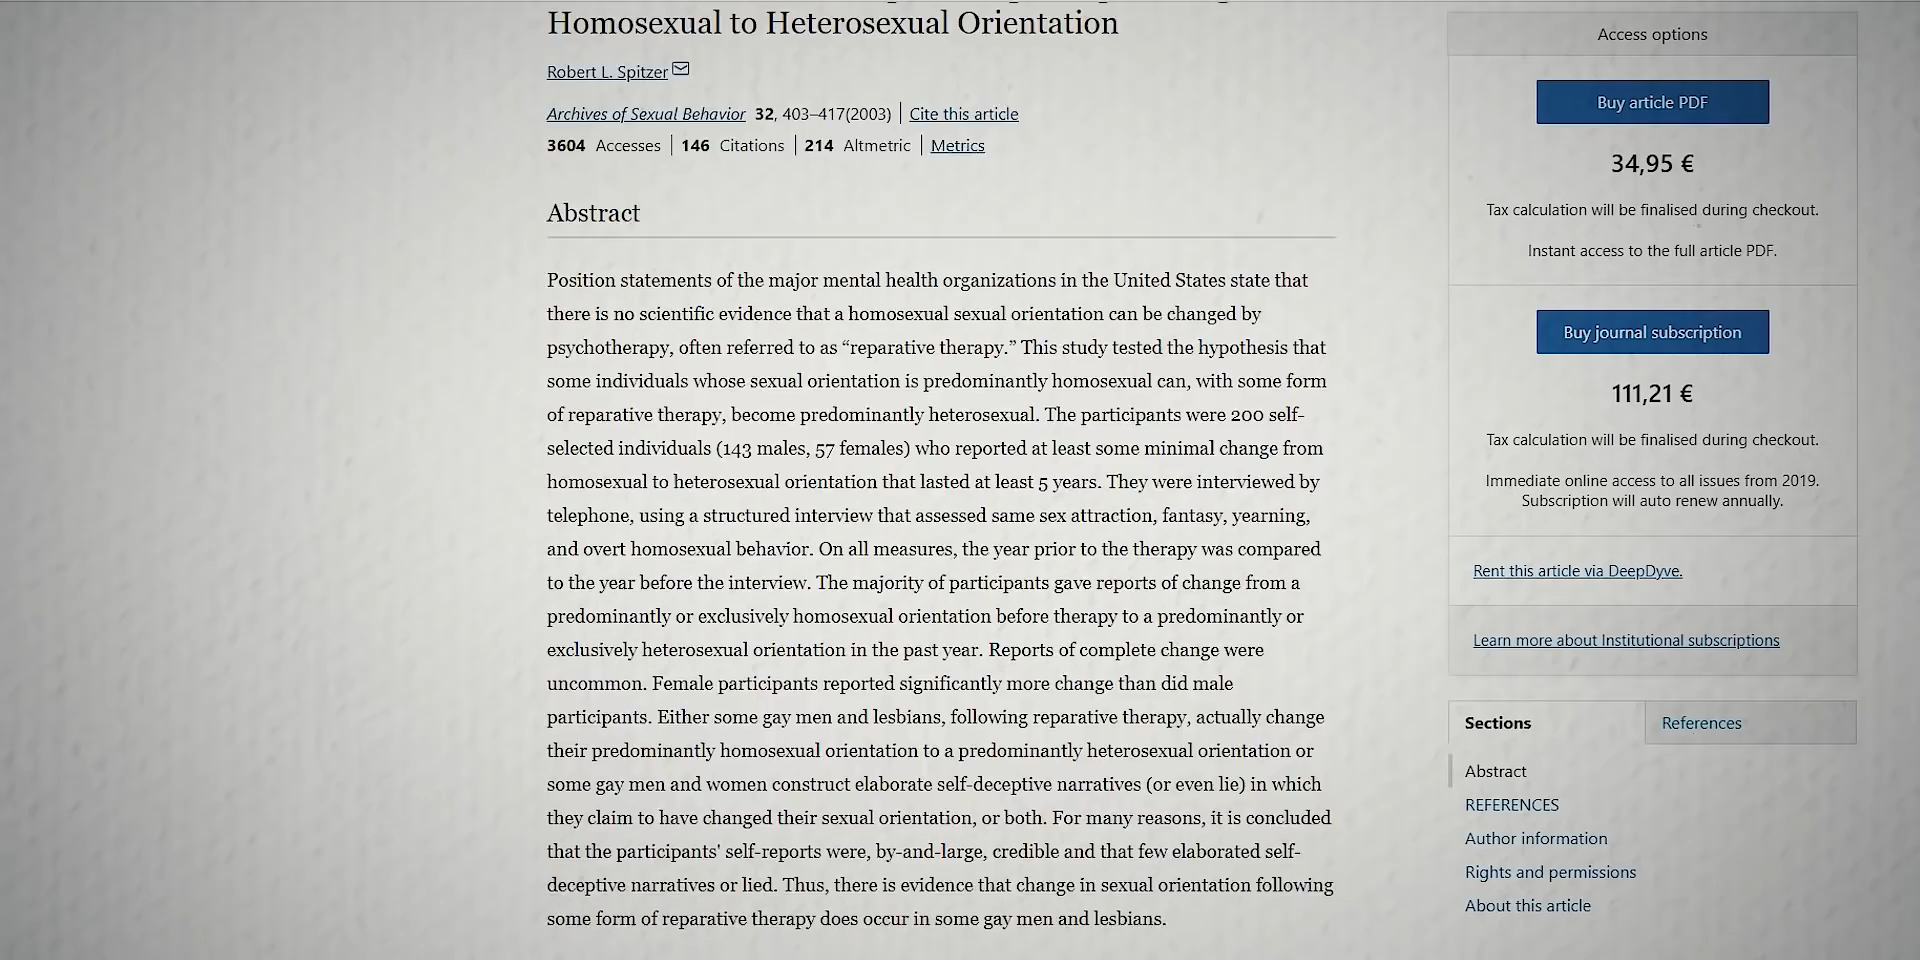 Homosexual to Heterosexual Orientation
Robert L. Spitzer
Archives of Sexual Behavior 32, 403–417(2003) Cite this article
3604 Accesses 146 Citations 214 Altmetric Metrics
Abstract
Position statements of the major mental health organizations in the United States state that
there is no scientific evidence that a homosexual sexual orientation can be changed by
psychotherapy, often referred to as “reparative therapy.” This study tested the hypothesis that
some individuals whose sexual orientation is predominantly homosexual can, with some form
of reparative therapy, become predominantly heterosexual. The participants were 200 self-
selected individuals (143 males, 57 females) who reported at least some minimal change from
homosexual to heterosexual orientation that lasted at least 5 years. They were interviewed by
telephone, using a structured interview that assessed same sex attraction, fantasy, yearning,
and overt homosexual behavior. On all measures, the year prior to the therapy was compared
to the year before the interview. The majority of participants gave reports of change from a
predominantly or exclusively homosexual orientation before therapy to a predominantly or
exclusively heterosexual orientation in the past year. Reports of complete change were
uncommon. Female participants reported significantly more change than did male
participants. Either some gay men and lesbians, following reparative therapy, actually change
their predominantly homosexual orientation to a predominantly heterosexual orientation or
some gay men and women construct elaborate self-deceptive narratives (or even lie) in which
they claim to have changed their sexual orientation, or both. For many reasons, it is concluded
that the participants' self-reports were, by-and-large, credible and that few elaborated self-
deceptive narratives or lied. Thus, there is evidence that change in sexual orientation following
some form of reparative therapy does occur in some gay men and lesbians.
Access options
Buy article PDF
34,95 €
Tax calculation will be finalised during checkout.
Instant access to the full article PDF.
Buy journal subscription
111,21 €
Tax calculation will be finalised during checkout.
Immediate online access to all issues from 2019.
Subscription will auto renew annually.
Rent this article via DeepDyve.
Learn more about Institutional subscriptions
Sections References
Abstract
REFERENCES
Author information
Rights and permissions
About this article